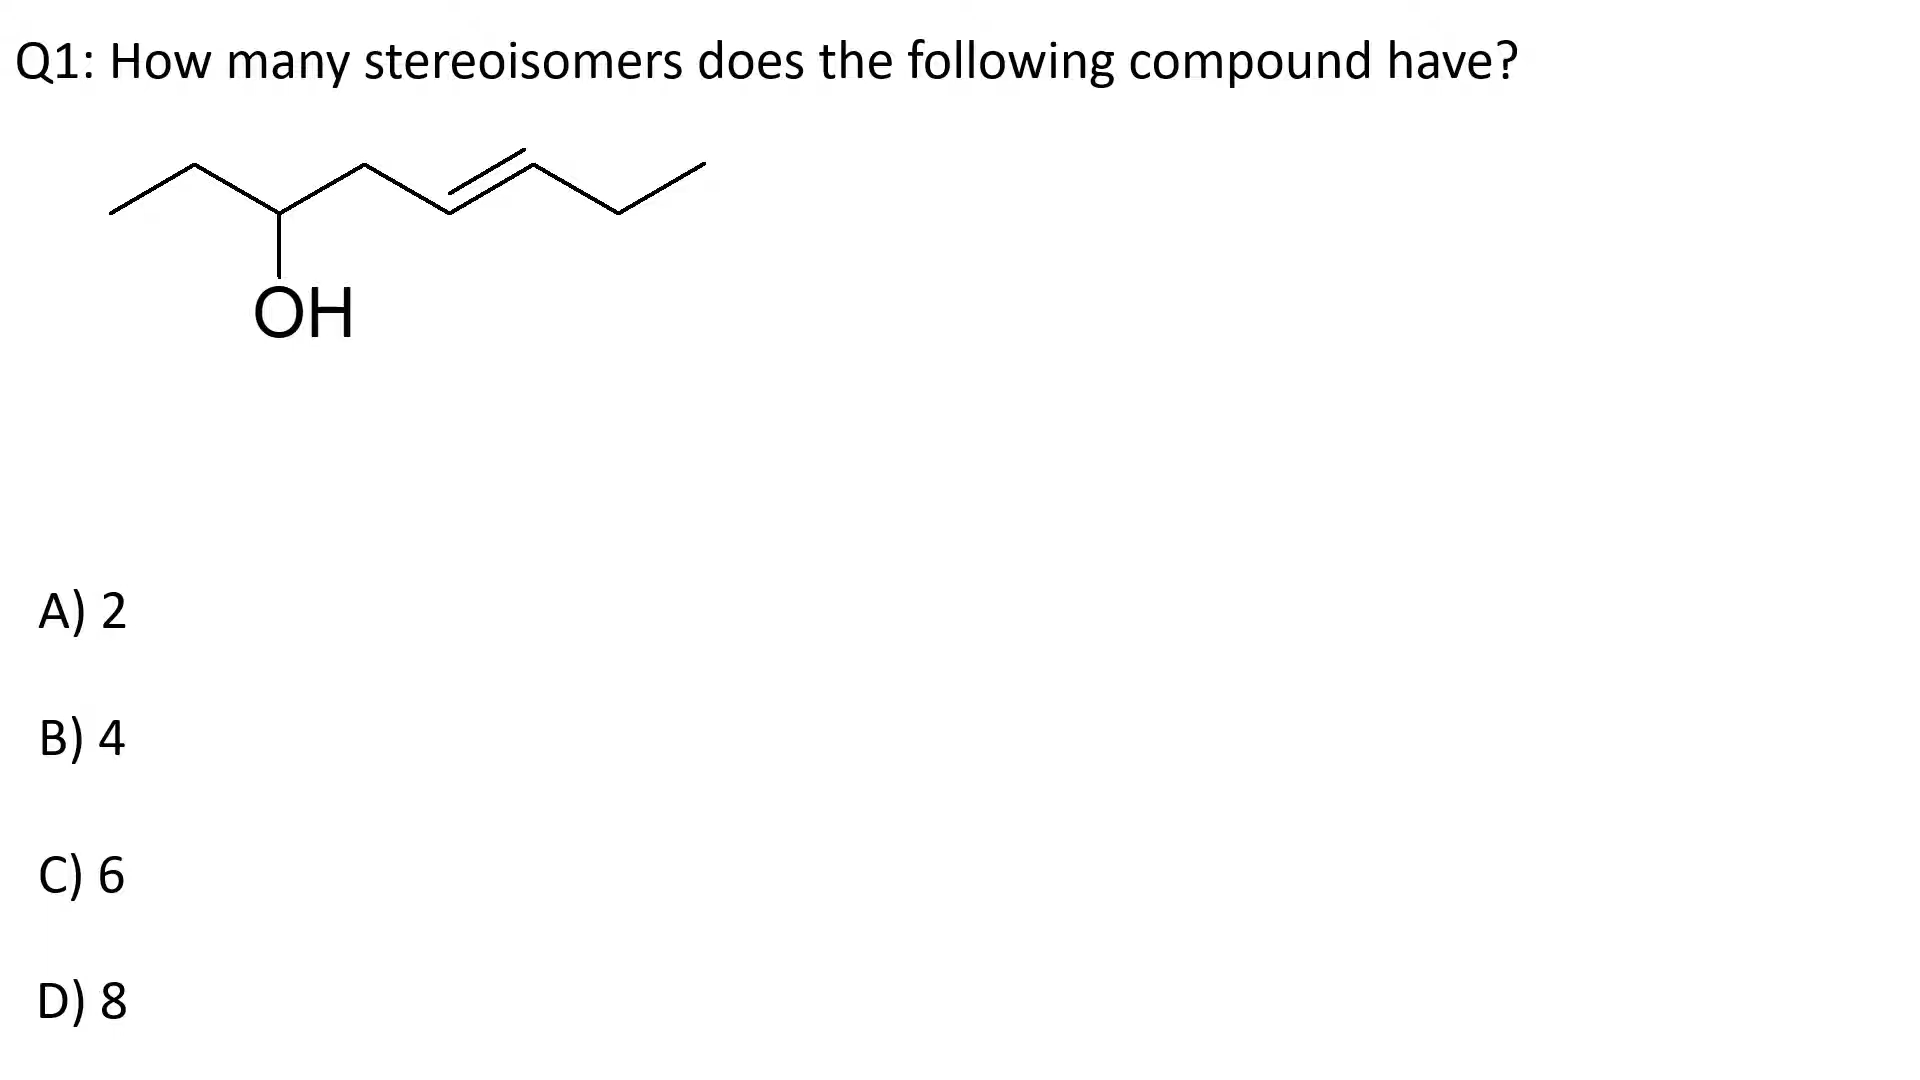 Q1: How many stereoisomers does the following compound have?
OH
A) 2
B) 4
C) 6
D) 8